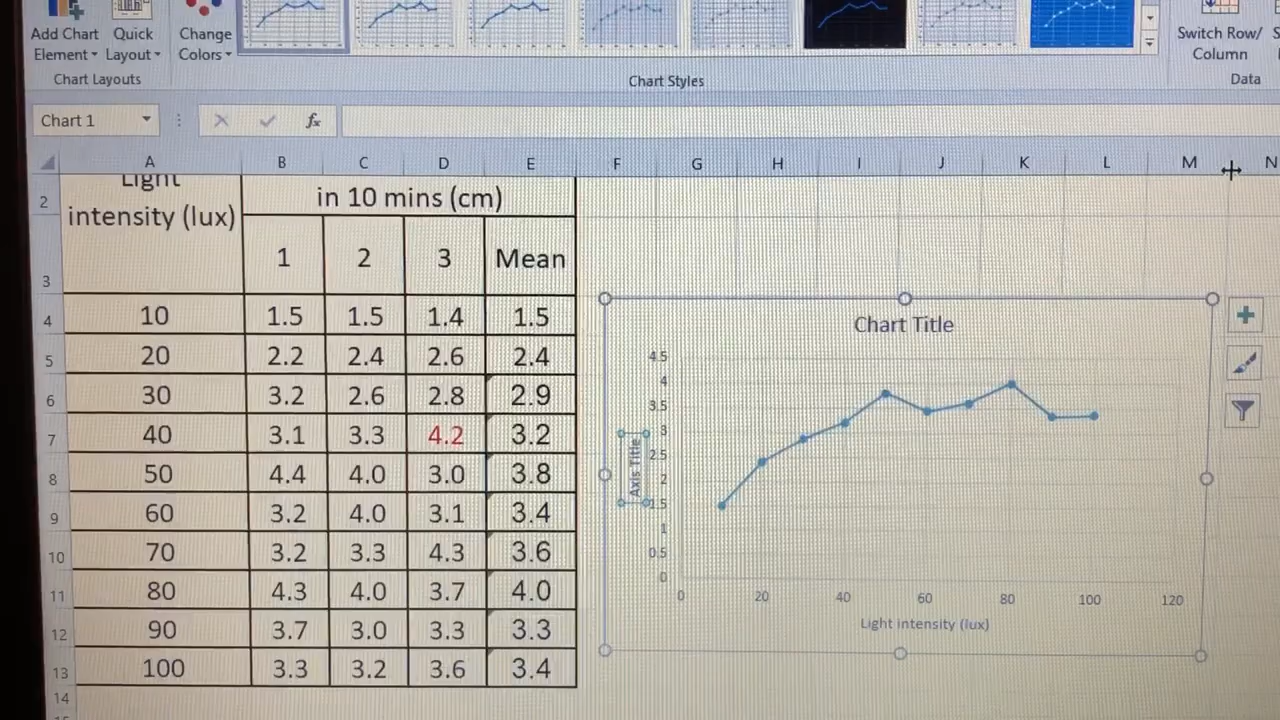 Add Chart Quick Change Switch Row/
Element Layout Colors Column
Chart Layouts Chart Styles Data
Chart 1 fx
A B C D E F G H I J K L M N
2 Light intensity (lux) in 10 mins (cm)
3 1 2 3 Mean
4 10 1.5 1.5 1.4 1.5
5 20 2.2 2.4 2.6 2.4
6 30 3.2 2.6 2.8 2.9
7 40 3.1 3.3 4.2 3.2
8 50 4.4 4.0 3.0 3.8
9 60 3.2 4.0 3.1 3.4
10 70 3.2 3.3 4.3 3.6
11 80 4.3 4.0 3.7 4.0
12 90 3.7 3.0 3.3 3.3
13 100 3.3 3.2 3.6 3.4
14
Chart Title
4.5
4
3.5
3
2.5
2
1.5
1
0.5
0
Axis Title
0 20 40 60 80 100 120
Light intensity (lux)